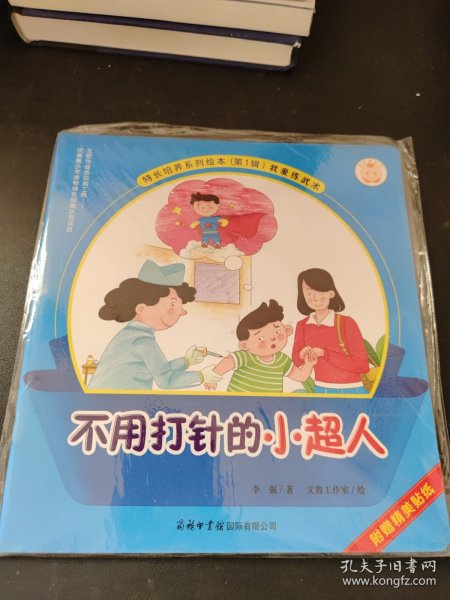 特长培养系列绘本(第1辑)我要练武术
不用打针的小超人
李强/著 文鲁工作室/绘
商务印书馆国际有限公司
附赠精美贴纸
孔夫子旧书网
www.kongfz.com